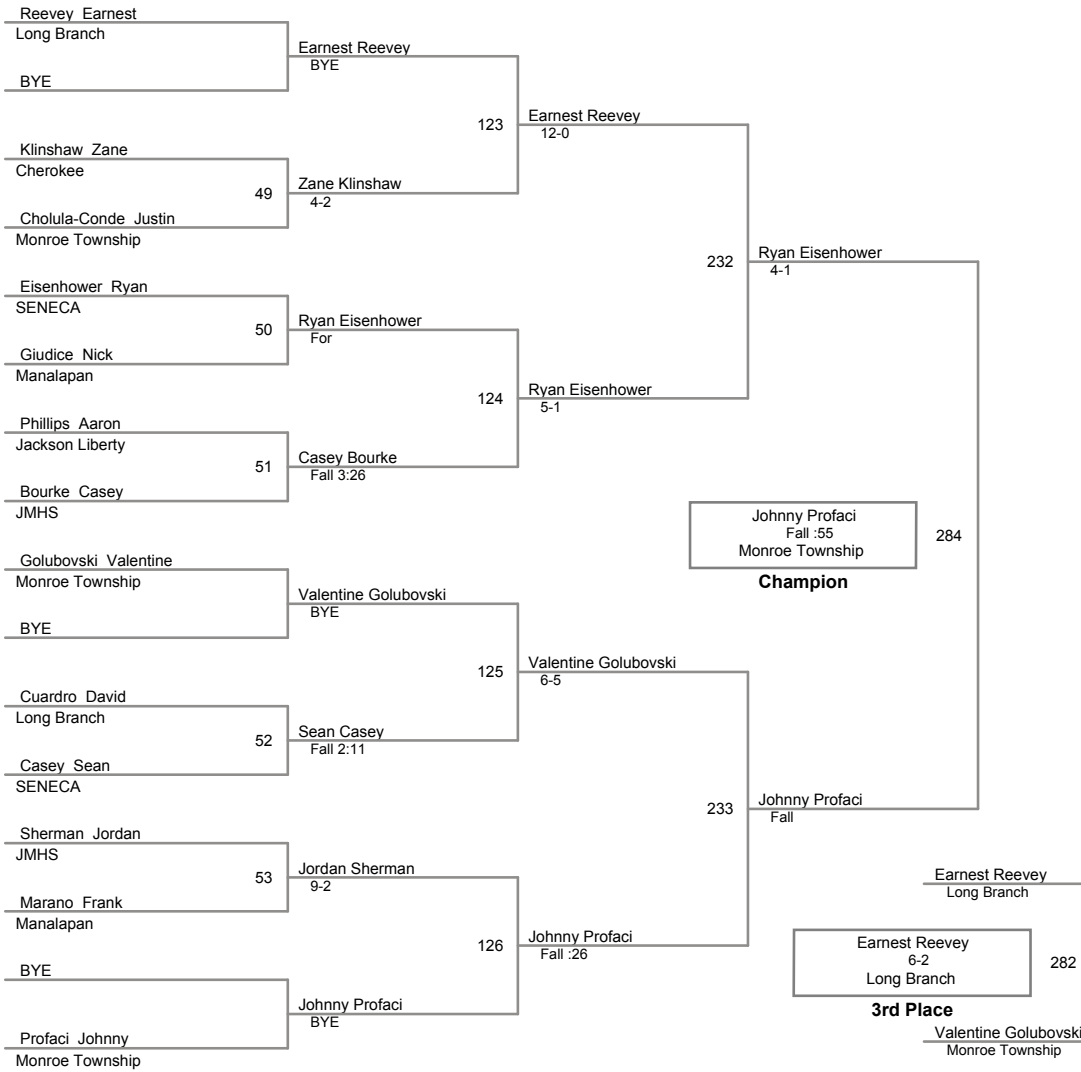 Reevey Earnest
Long Branch
BYE
Klinshaw Zane
Cherokee
49
Cholula-Conde Justin
Monroe Township
Eisenhower Ryan
SENECA
50
Giudice Nick
Manalapan
Phillips Aaron
Jackson Liberty
51
Bourke Casey
JMHS
Golubovski Valentine
Monroe Township
BYE
Cuardro David
Long Branch
52
Casey Sean
SENECA
Sherman Jordan
JMHS
53
Marano Frank
Manalapan
BYE
Profaci Johnny
Monroe Township
Earnest Reevey
BYE
123
Zane Klinshaw
4-2
Ryan Eisenhower
For
124
Casey Bourke
Fall 3:26
Valentine Golubovski
BYE
125
Sean Casey
Fall 2:11
Jordan Sherman
9-2
126
Johnny Profaci
BYE
Earnest Reevey
12-0
232
Ryan Eisenhower
5-1
Valentine Golubovski
6-5
233
Johnny Profaci
Fall :26
Ryan Eisenhower
4-1
Johnny Profaci
Fall :55
Monroe Township
284
Champion
Johnny Profaci
Fall
Earnest Reevey
Long Branch
Earnest Reevey
6-2
Long Branch
282
3rd Place
Valentine Golubovski
Monroe Township